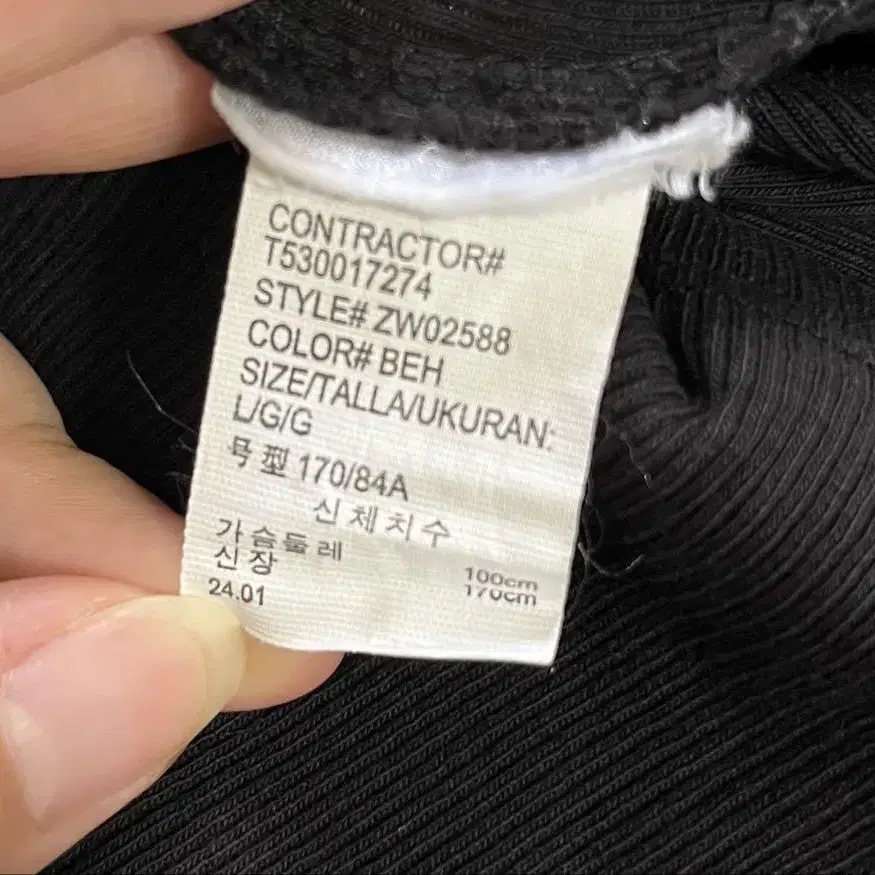 CONTRACTOR#
T530017274
STYLE# ZW02588
COLOR# BEH
SIZE/TALLA/UKURAN:
L/G/G
号型 170/84A
신체치수
가슴둘레 100cm
신장 170cm
24.01